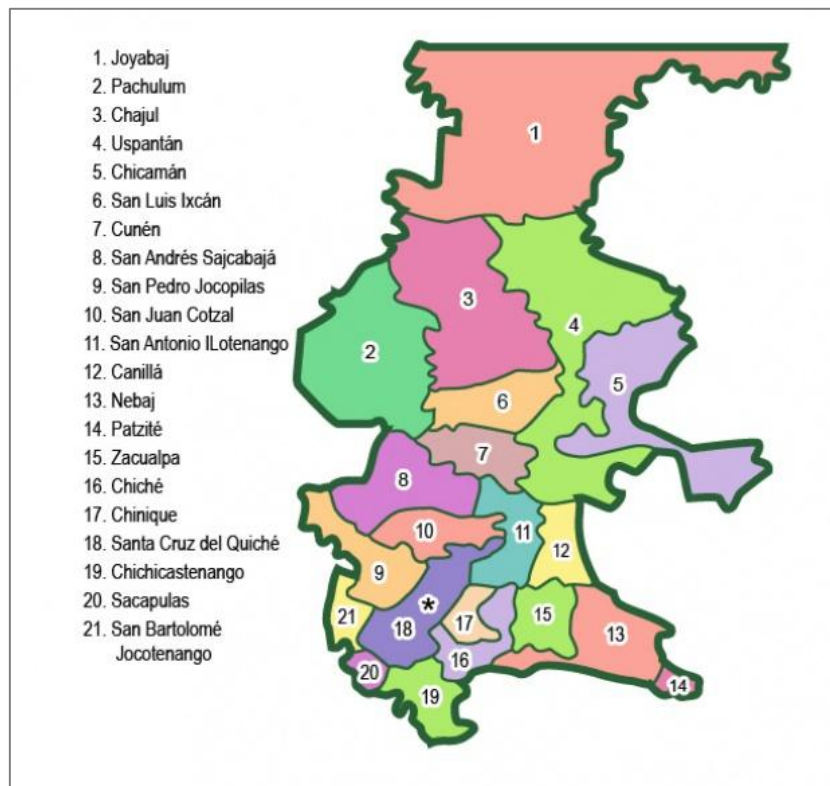 1. Joyabaj
2. Pachulum
3. Chajul
4. Uspantán
5. Chicamán
6. San Luis Ixcán
7. Cunén
8. San Andrés Sajcabajá
9. San Pedro Jocopilas
10. San Juan Cotzal
11. San Antonio ILotenango
12. Canillá
13. Nebaj
14. Patzité
15. Zacualpa
16. Chiché
17. Chinique
18. Santa Cruz del Quiché
19. Chichicastenango
20. Sacapulas
21. San Bartolomé
Jocotenango
1
2
3
4
5
6
7
8
9
10
11
12
13
14
15
16
17
18
*
19
20
21